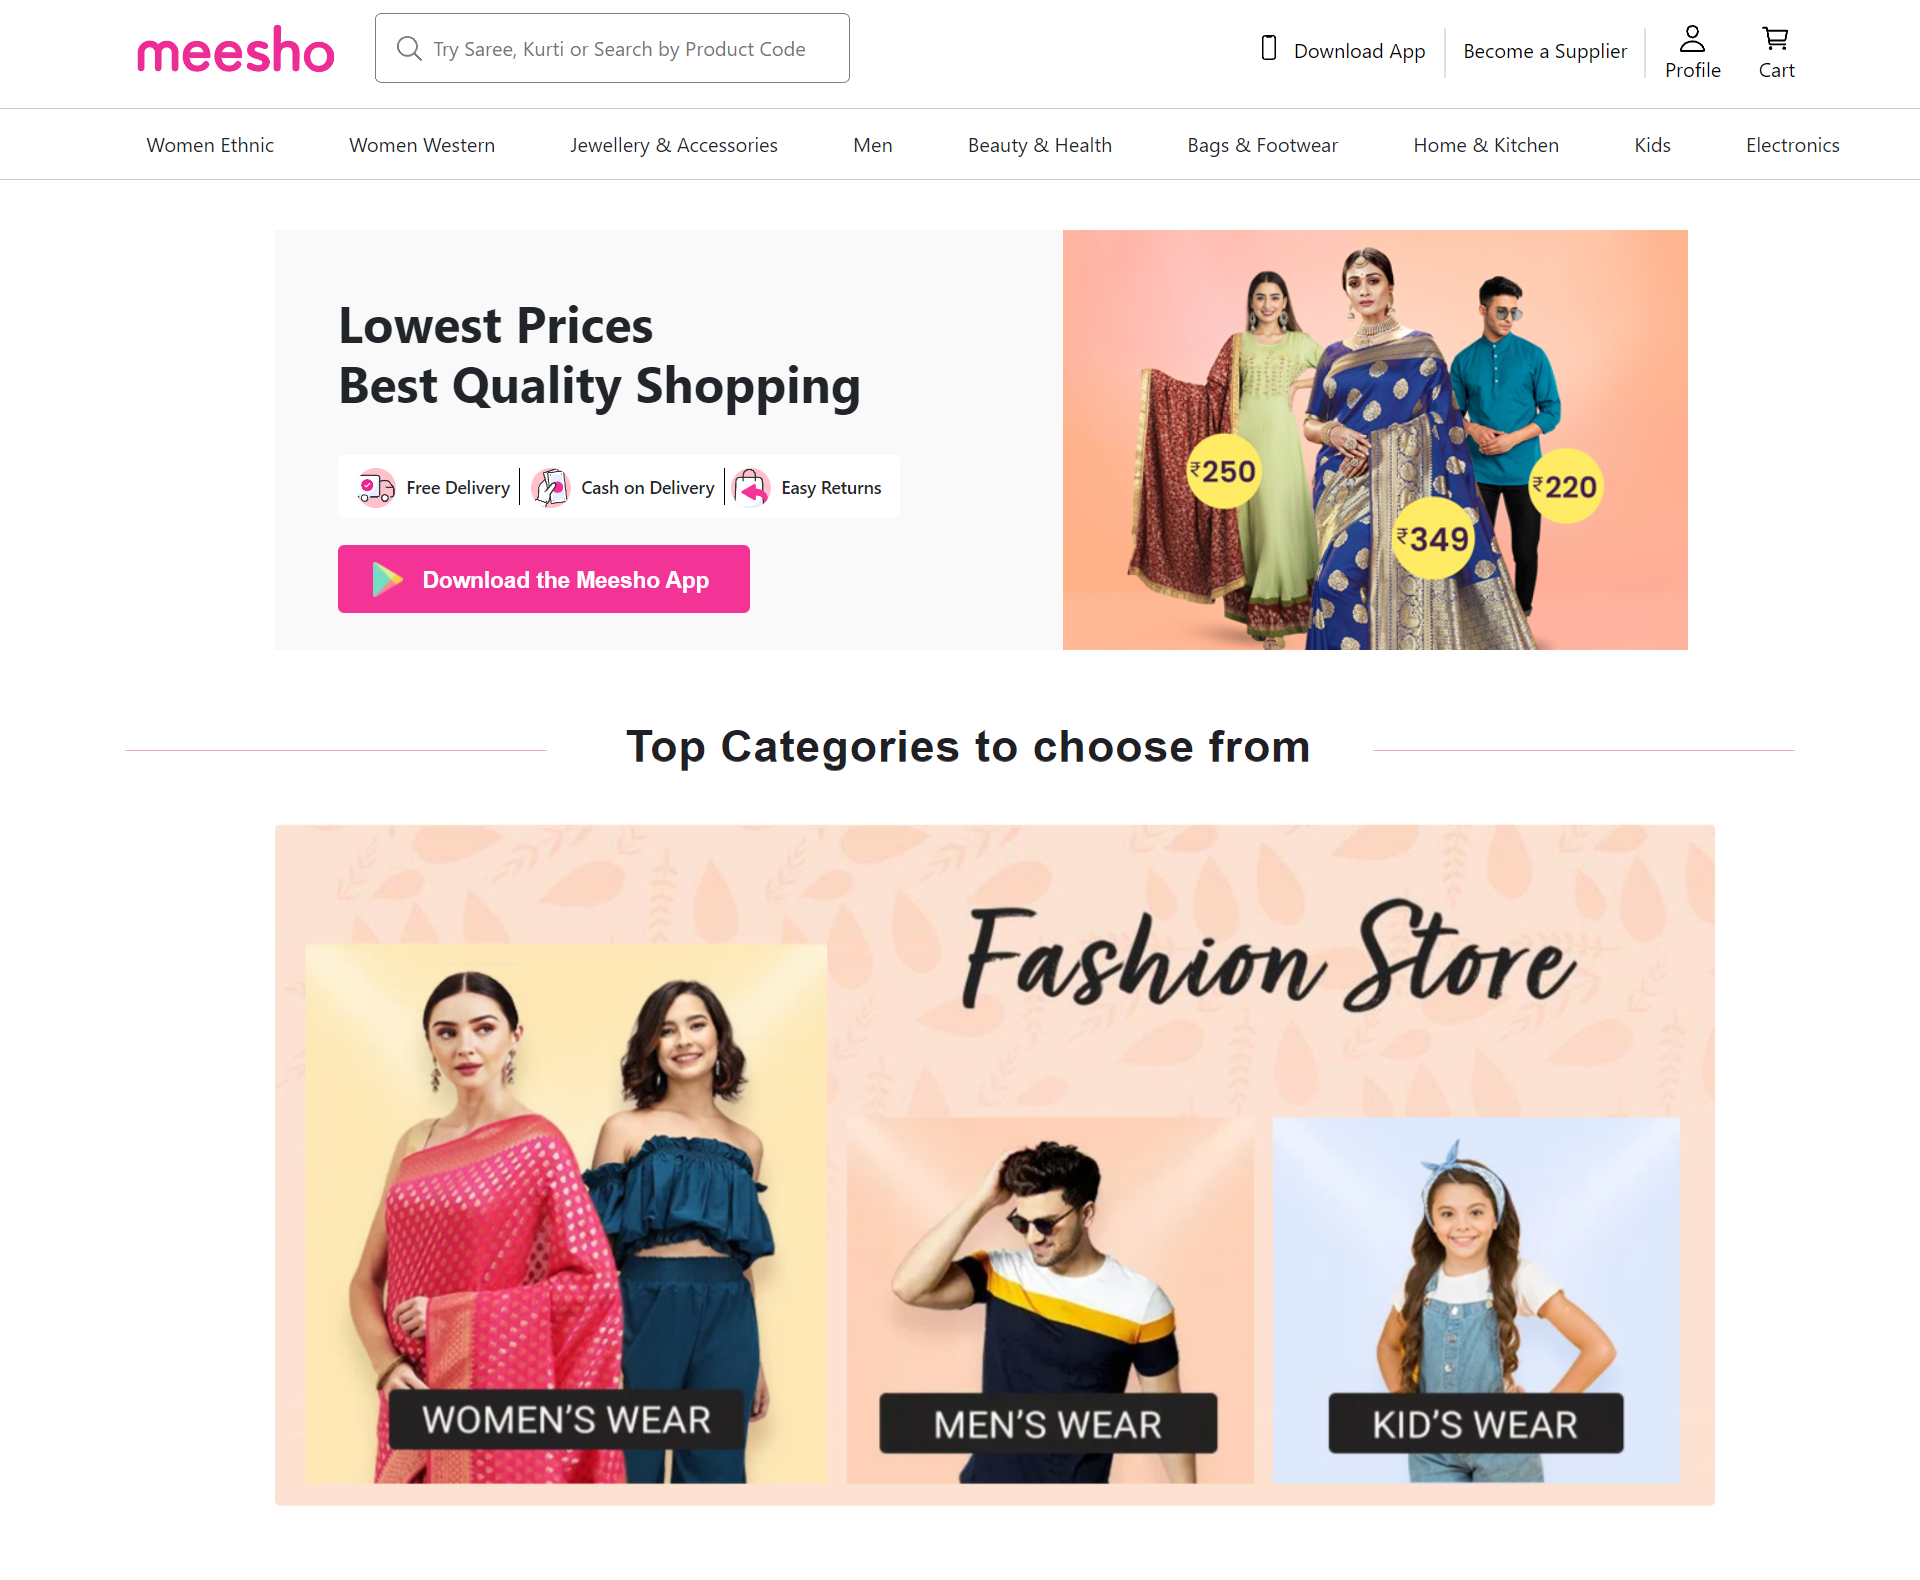 meesho
Try Saree, Kurti or Search by Product Code
Download App
Become a Supplier
Profile
Cart
Women Ethnic
Women Western
Jewellery & Accessories
Men
Beauty & Health
Bags & Footwear
Home & Kitchen
Kids
Electronics
Lowest Prices
Best Quality Shopping
Free Delivery
Cash on Delivery
Easy Returns
Download the Meesho App
₹250
₹349
₹220
Top Categories to choose from
Fashion Store
WOMEN’S WEAR
MEN’S WEAR
KID’S WEAR